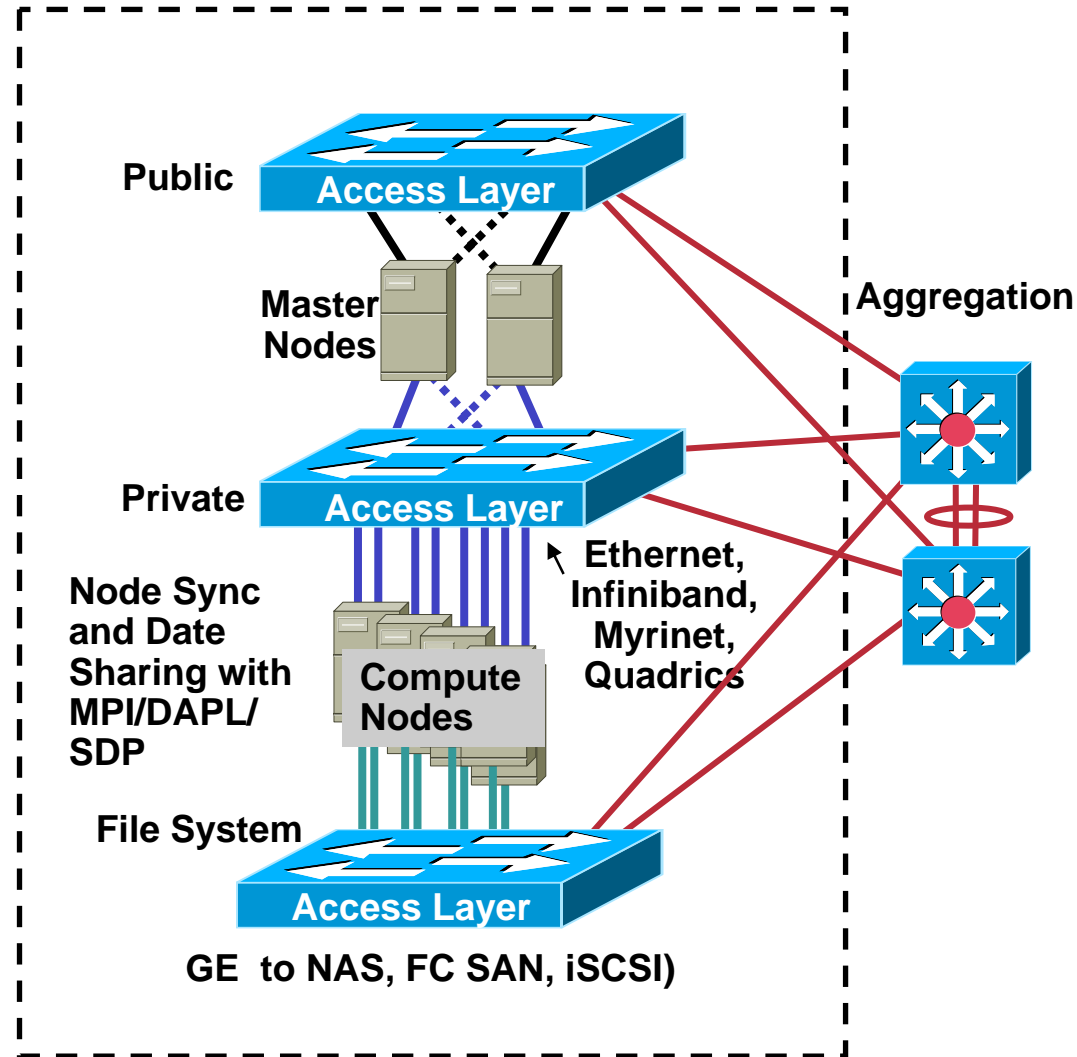 Public
Access Layer
Master
Nodes
Aggregation
Private
Access Layer
Ethernet,
Infiniband,
Myrinet,
Quadrics
Node Sync
and Date
Sharing with
MPI/DAPL/
SDP
Compute
Nodes
File System
Access Layer
GE  to NAS, FC SAN, iSCSI)